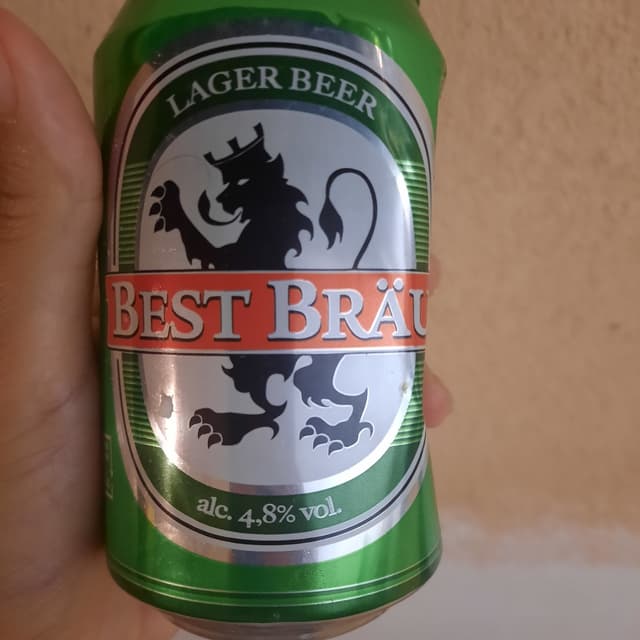 LAGER BEER
BEST BRÄU
alc. 4,8% vol.